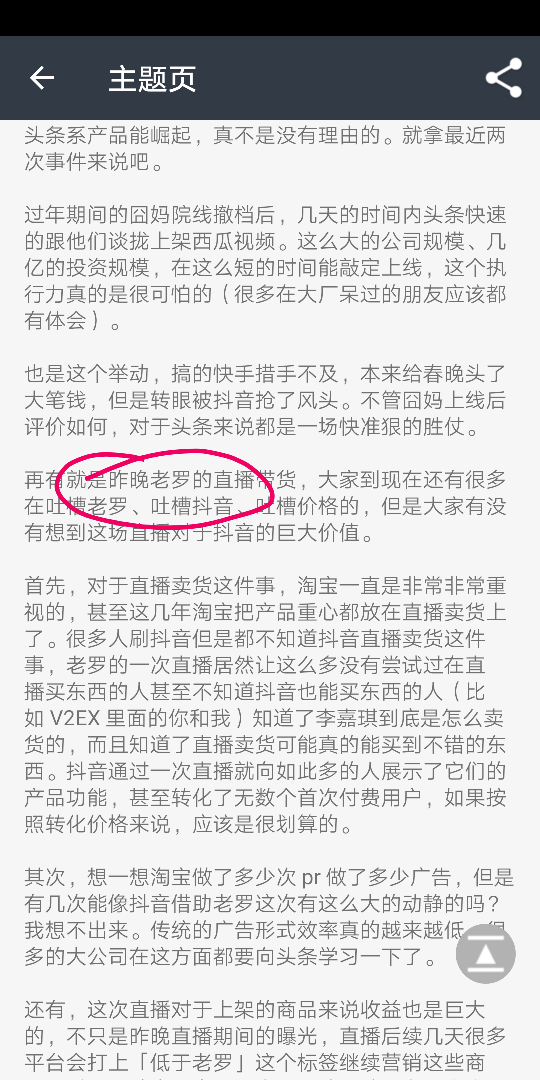 主题页
头条系产品能崛起，真不是没有理由的。就拿最近两
次事件来说吧。
过年期间的囧妈院线撤档后，几天的时间内头条快速
的跟他们谈拢上架西瓜视频。这么大的公司规模、几
亿的投资规模，在这么短的时间能敲定上线，这个执
行力真的是很可怕的（很多在大厂呆过的朋友应该都
有体会）。
也是这个举动，搞的快手措手不及，本来给春晚头了
大笔钱，但是转眼被抖音抢了风头。不管囧妈上线后
评价如何，对于头条来说都是一场快准狠的胜仗。
再有就是昨晚老罗的直播带货，大家到现在还有很多
在吐槽老罗、吐槽抖音、吐槽价格的，但是大家有没
有想到这场直播对于抖音的巨大价值。
首先，对于直播卖货这件事，淘宝一直是非常非常重
视的，甚至这几年淘宝把产品重心都放在直播卖货上
了。很多人刷抖音但是都不知道抖音直播卖货这件
事，老罗的一次直播居然让这么多没有尝试过在直
播买东西的人甚至不知道抖音也能买东西的人（比
如 V2EX 里面的你和我）知道了李嘉琪到底是怎么卖
货的，而且知道了直播卖货可能真的能买到不错的东
西。抖音通过一次直播就向如此多的人展示了它们的
产品功能，甚至转化了无数个首次付费用户，如果按
照转化价格来说，应该是很划算的。
其次，想一想淘宝做了多少次 pr 做了多少广告，但是
有几次能像抖音借助老罗这次有这么大的动静的吗？
我想不出来。传统的广告形式效率真的越来越低，很
多的大公司在这方面都要向头条学习一下了。
还有，这次直播对于上架的商品来说收益也是巨大
的，不只是昨晚直播期间的曝光，直播后续几天很多
平台会打上「低于老罗」这个标签继续营销这些商